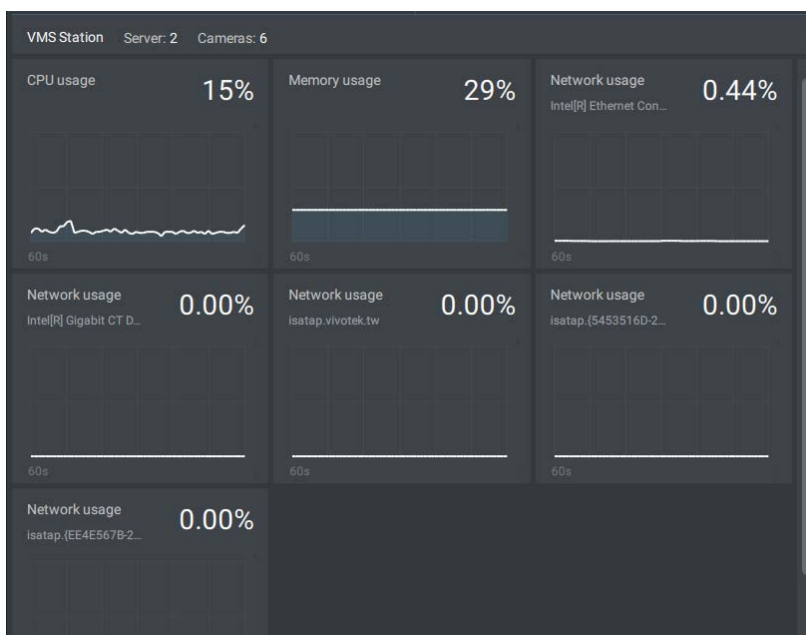 VMS Station Server: 2 Cameras: 6
CPU usage 15%
60s
Memory usage 29%
60s
Network usage 0.44%
Intel[R] Ethernet Con...
60s
Network usage 0.00%
Intel[R] Gigabit CT D...
60s
Network usage 0.00%
isatap.vivotek.tw
60s
Network usage 0.00%
isatap.{5453516D-2...
60s
Network usage 0.00%
isatap.{EE4E567B-2...